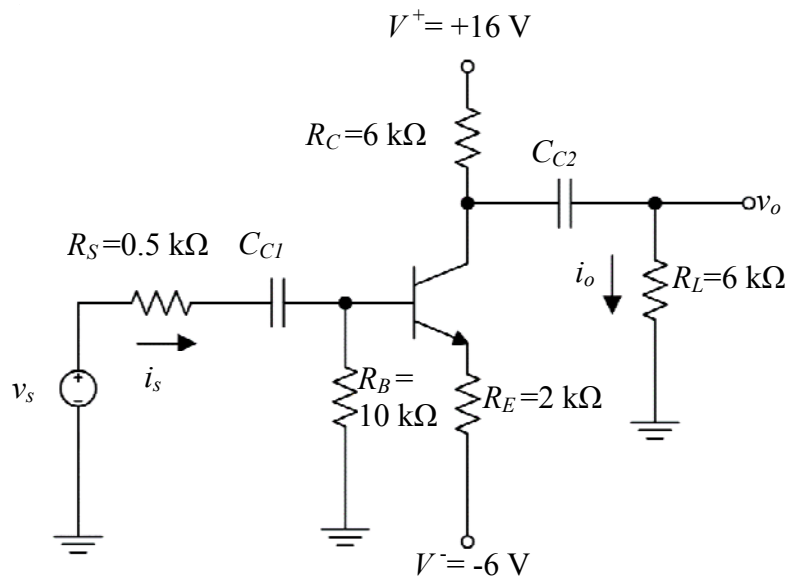 V⁺= +16 V
R_C=6 kΩ
C_C2
v_o
R_S=0.5 kΩ
C_C1
i_o
R_L=6 kΩ
i_s
v_s
+
-
R_B=
10 kΩ
R_E=2 kΩ
V⁻= -6 V